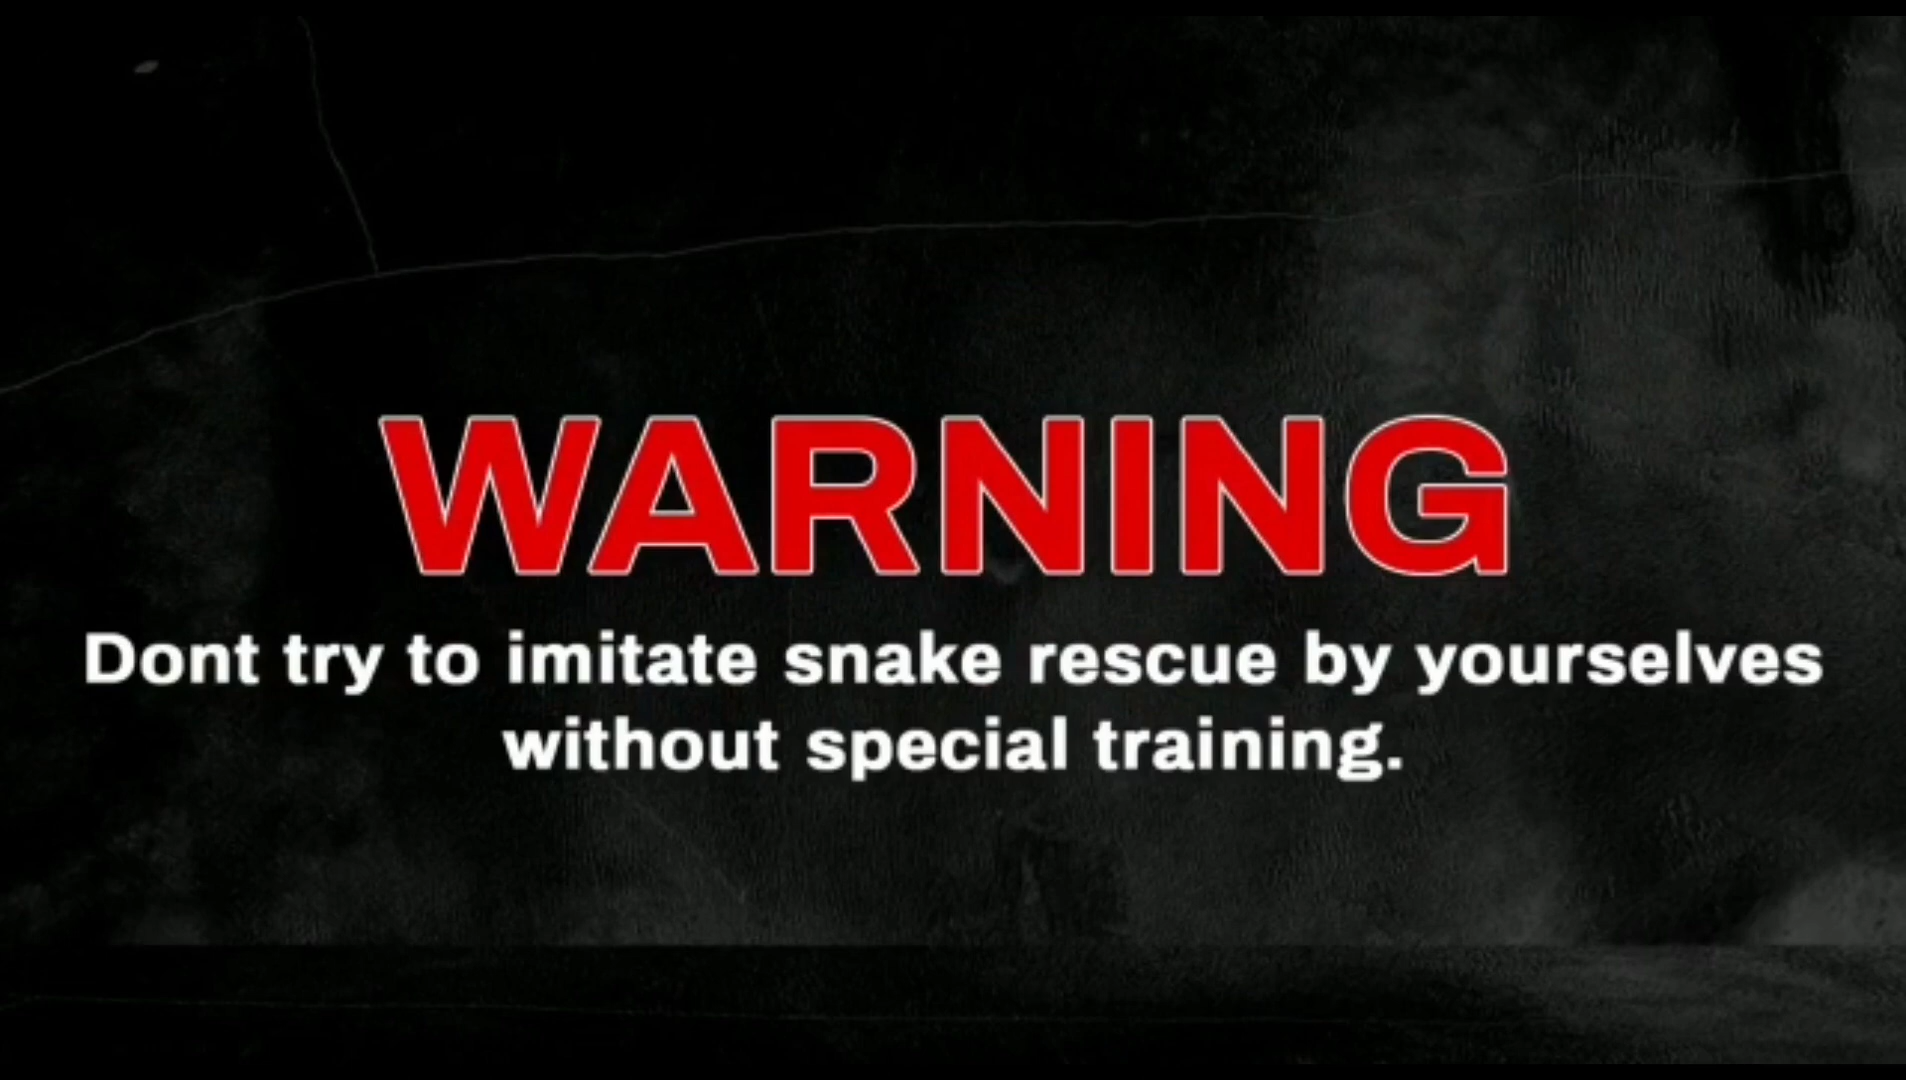 WARNING
Dont try to imitate snake rescue by yourselves
without special training.